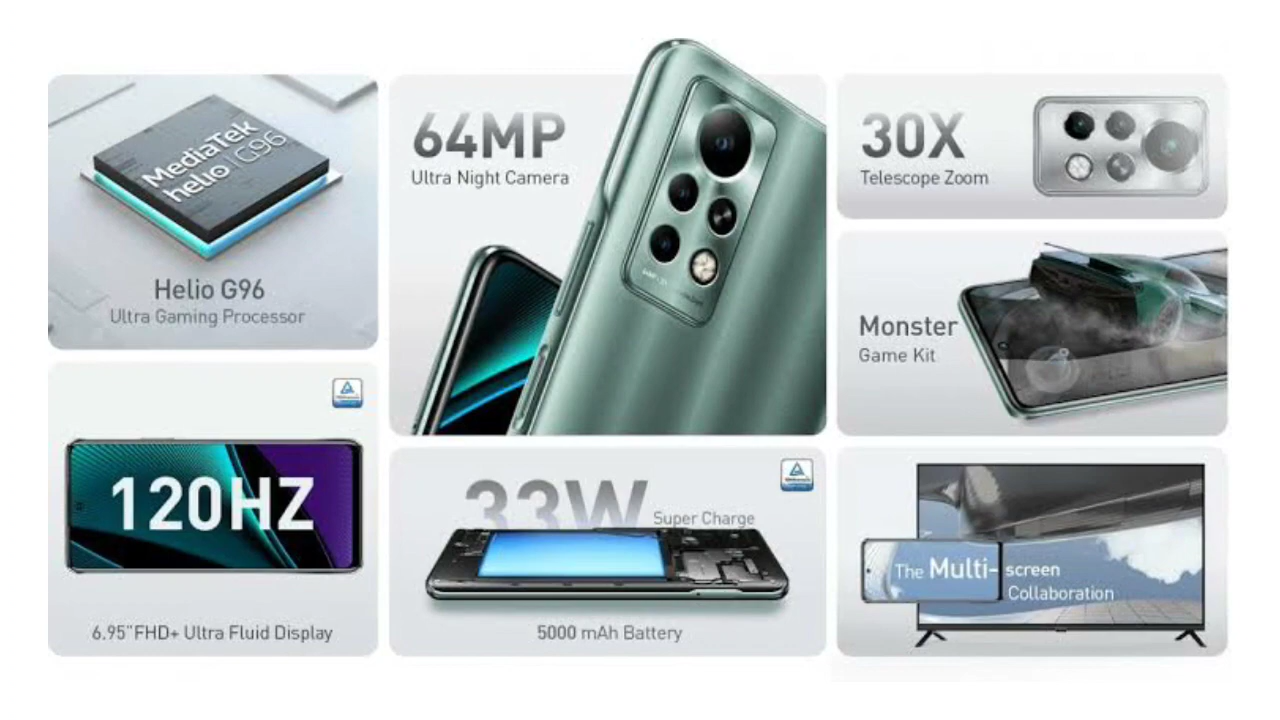 MediaTek
helio | G96
Helio G96
Ultra Gaming Processor
64MP
Ultra Night Camera
30X
Telescope Zoom
Monster
Game Kit
120HZ
6.95"FHD+ Ultra Fluid Display
33W
Super Charge
5000 mAh Battery
The Multi-screen
Collaboration